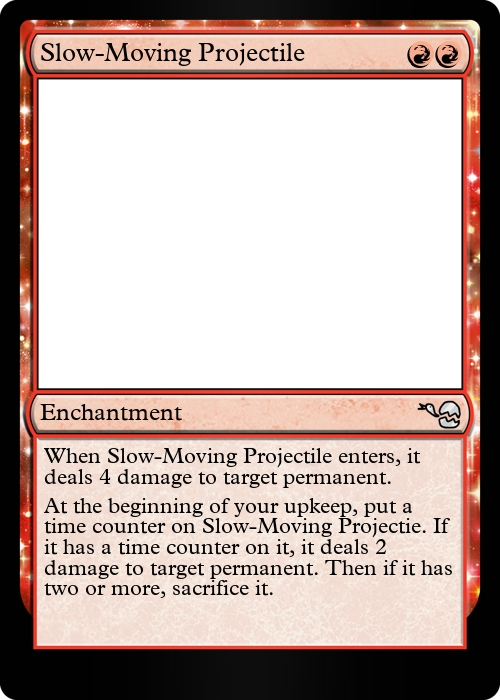 Slow-Moving Projectile
Enchantment
When Slow-Moving Projectile enters, it
deals 4 damage to target permanent.
At the beginning of your upkeep, put a
time counter on Slow-Moving Projectie. If
it has a time counter on it, it deals 2
damage to target permanent. Then if it has
two or more, sacrifice it.